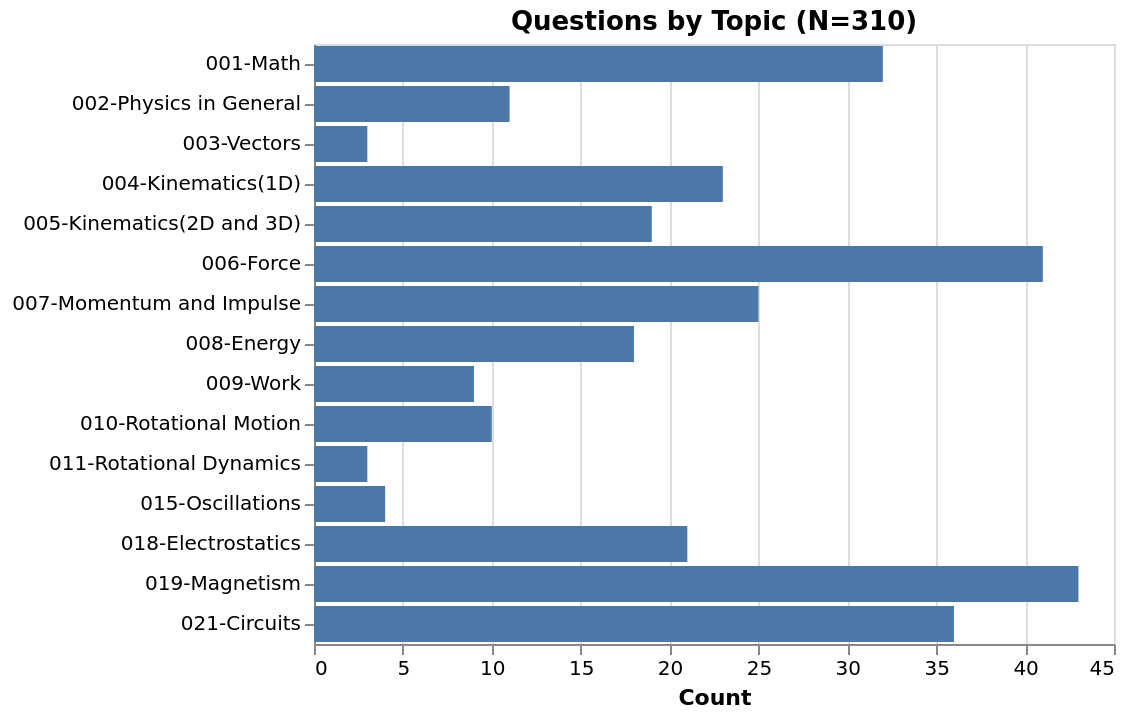 Questions by Topic (N=310)
001-Math
002-Physics in General
003-Vectors
004-Kinematics(1D)
005-Kinematics(2D and 3D)
006-Force
007-Momentum and Impulse
008-Energy
009-Work
010-Rotational Motion
011-Rotational Dynamics
015-Oscillations
018-Electrostatics
019-Magnetism
021-Circuits
0 5 10 15 20 25 30 35 40 45
Count